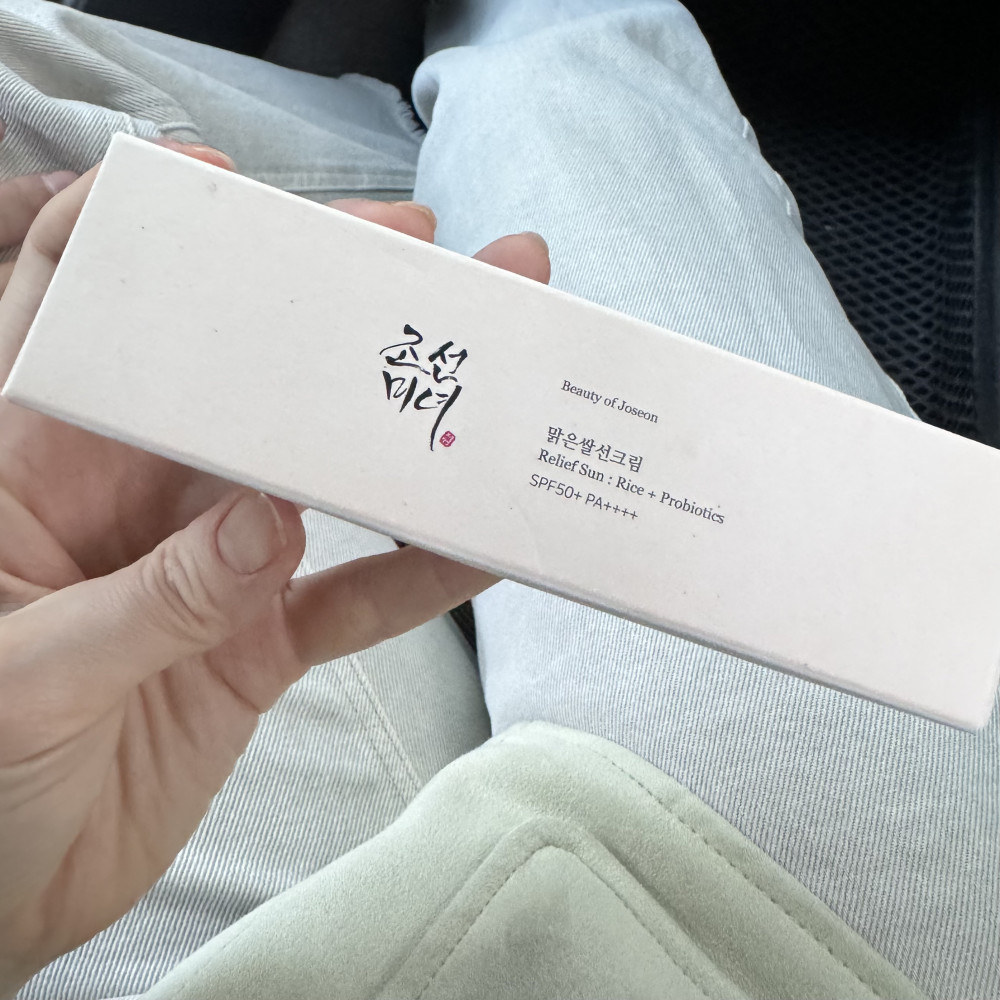 조선
미녀
Beauty of Joseon
맑은쌀선크림
Relief Sun : Rice + Probiotics
SPF50+ PA++++